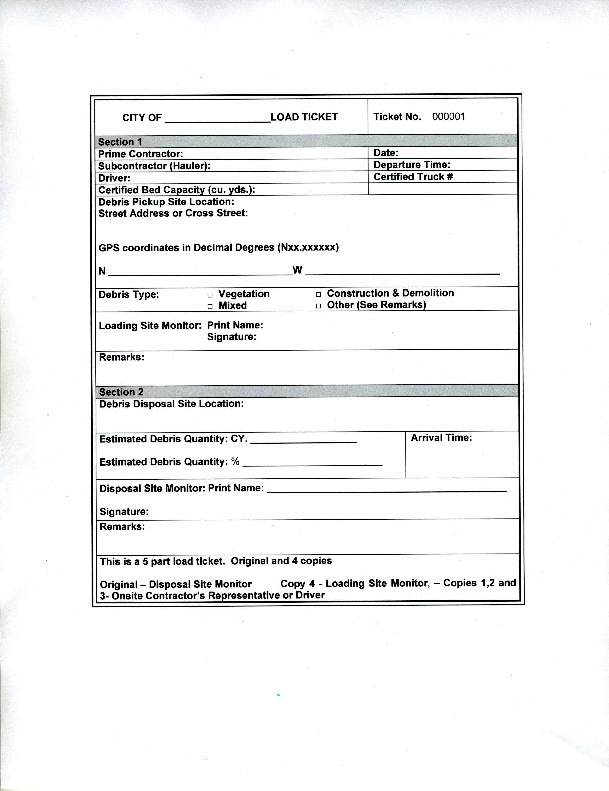 CITY OF ____________________LOAD TICKET Ticket No. 000001
Section 1
Prime Contractor: Date:
Subcontractor (Hauler): Departure Time:
Driver: Certified Truck #
Certified Bed Capacity (cu. yds.):
Debris Pickup Site Location:
Street Address or Cross Street:
GPS coordinates in Decimal Degrees (Nxx.xxxxxx)
N ____________________________W ______________________________
Debris Type: □ Vegetation □ Construction & Demolition
□ Mixed □ Other (See Remarks)
Loading Site Monitor: Print Name:
Signature:
Remarks:
Section 2
Debris Disposal Site Location:
Estimated Debris Quantity: CY. _________________ Arrival Time:
Estimated Debris Quantity: % ______________________
Disposal Site Monitor: Print Name: _____________________________________
Signature:
Remarks:
This is a 5 part load ticket. Original and 4 copies
Original – Disposal Site Monitor Copy 4 - Loading Site Monitor, – Copies 1,2 and
3- Onsite Contractor's Representative or Driver